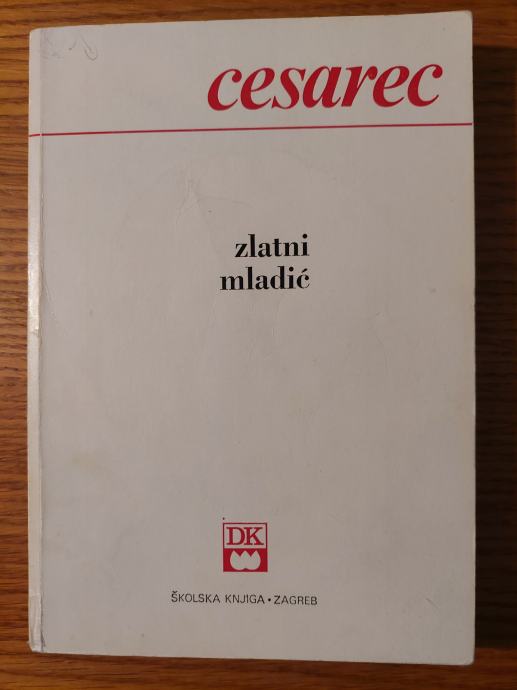 cesarec
zlatni
mladić
DK
ŠKOLSKA KNJIGA • ZAGREB